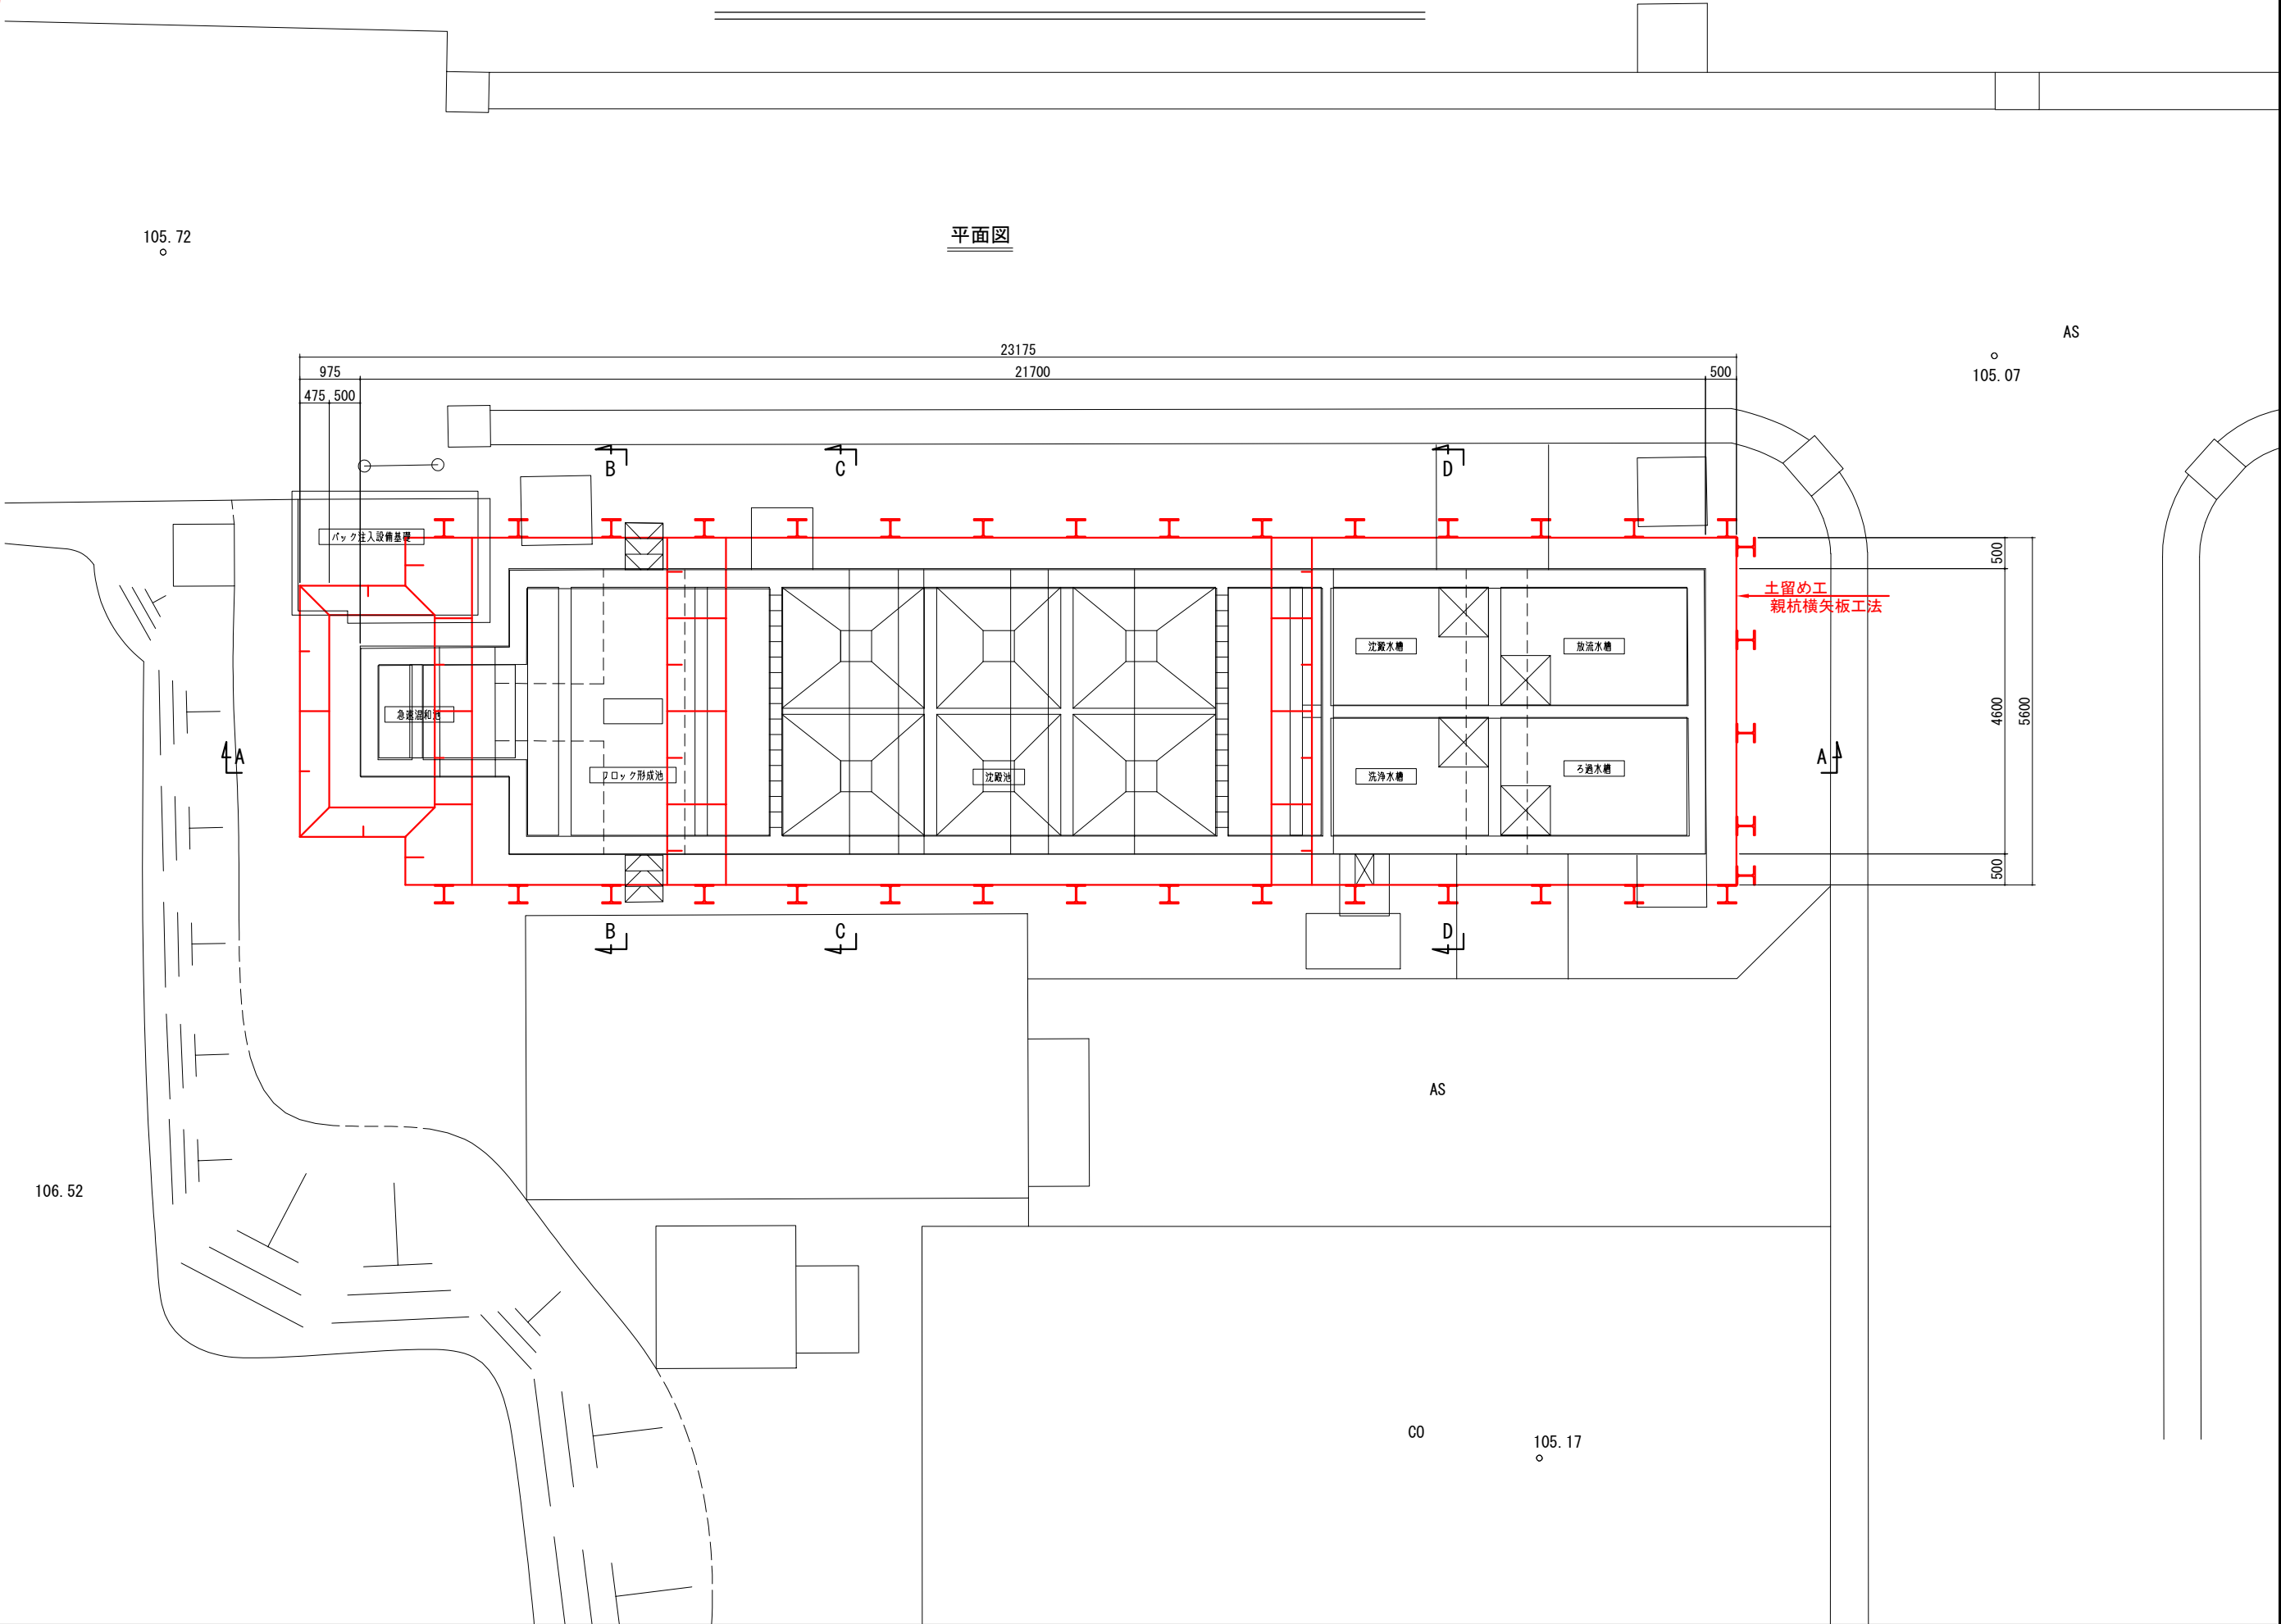 平面図
105.72
AS
105.07
23175
975
21700
500
475
500
B
C
D
パック注入設備基礎
500
土留め工
親杭横矢板工法
沈澱水槽
放流水槽
急速混和池
4600
5600
A
フロック形成池
沈澱池
洗浄水槽
ろ過水槽
A
500
B
C
D
AS
106.52
CO
105.17